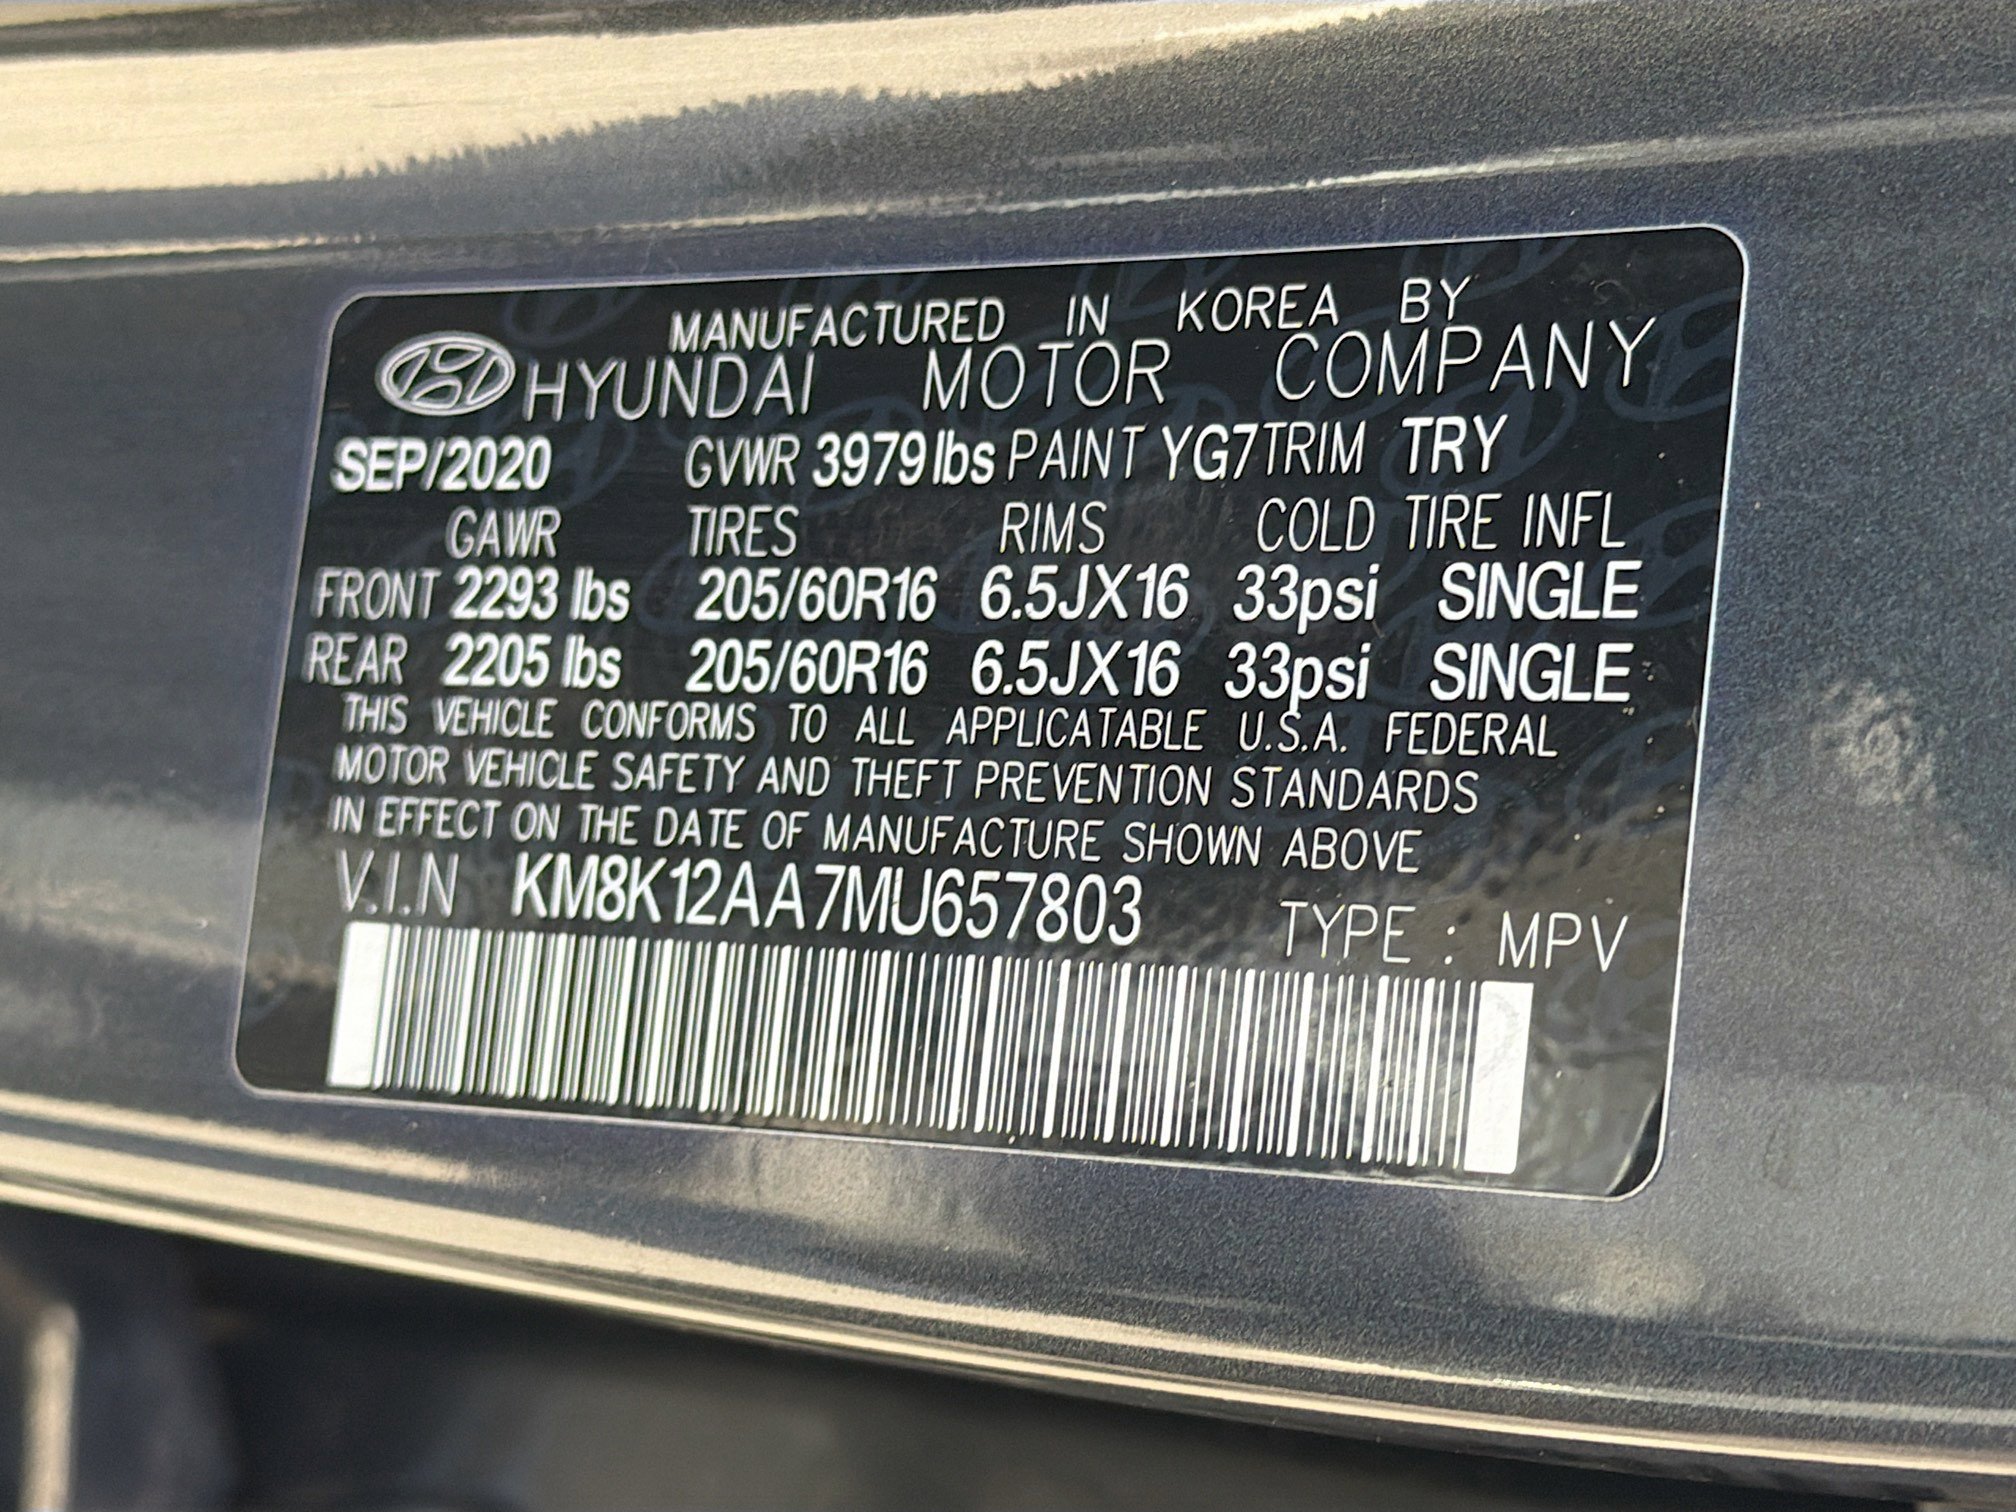 MANUFACTURED IN KOREA BY
HYUNDAI MOTOR COMPANY
SEP/2020 GVWR 3979 lbs PAINT YG7 TRIM TRY
GAWR TIRES RIMS COLD TIRE INFL
FRONT 2293 lbs 205/60R16 6.5JX16 33psi SINGLE
REAR 2205 lbs 205/60R16 6.5JX16 33psi SINGLE
THIS VEHICLE CONFORMS TO ALL APPLICATABLE U.S.A. FEDERAL
MOTOR VEHICLE SAFETY AND THEFT PREVENTION STANDARDS
IN EFFECT ON THE DATE OF MANUFACTURE SHOWN ABOVE
V.I.N KM8K12AA7MU657803 TYPE : MPV